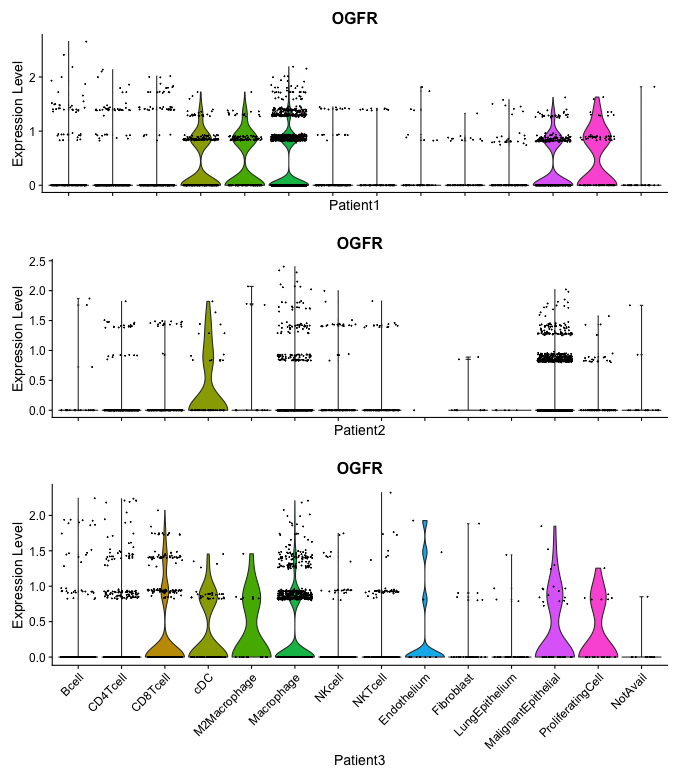 OGFR
Expression Level
2
1
0
Patient1
OGFR
Expression Level
2.5
2.0
1.5
1.0
0.5
0.0
Patient2
OGFR
Expression Level
2.0
1.5
1.0
0.5
0.0
Bcell
CD4Tcell
CD8Tcell
cDC
M2Macrophage
Macrophage
NKcell
NKTcell
Endothelium
Fibroblast
LungEpithelium
MalignantEpithelial
ProliferatingCell
NotAvail
Patient3